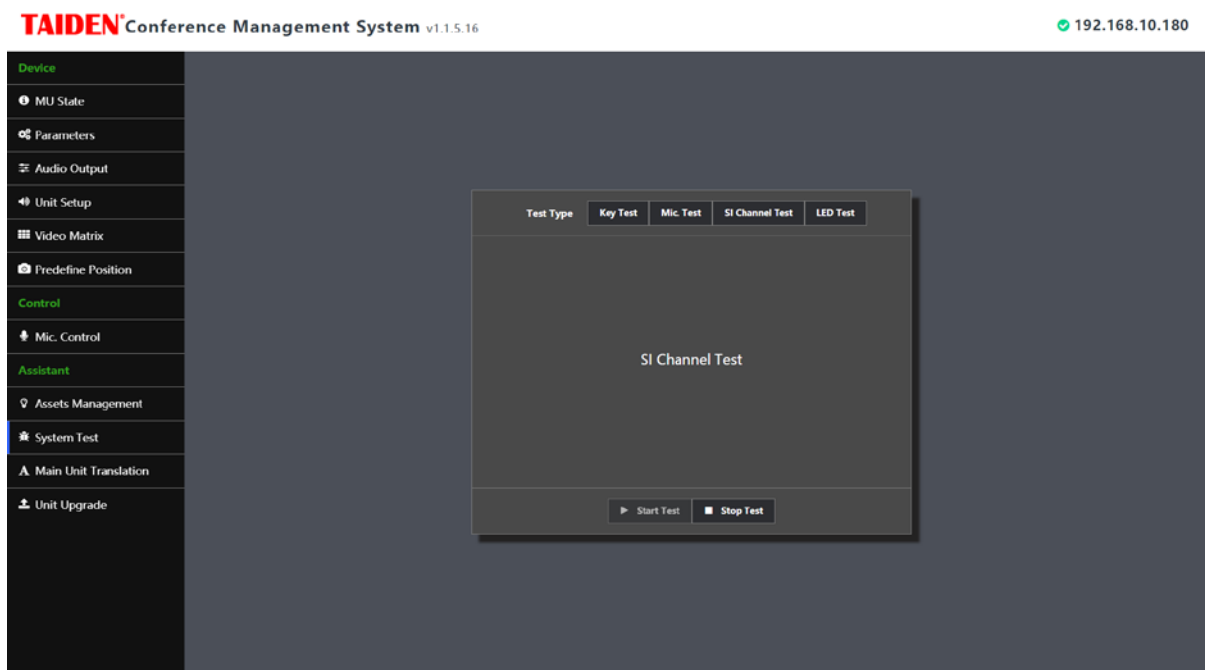 TAIDEN Conference Management System v1.1.5.16
192.168.10.180
Device
MU State
Parameters
Audio Output
Unit Setup
Video Matrix
Predefine Position
Control
Mic. Control
Assistant
Assets Management
System Test
Main Unit Translation
Unit Upgrade
Test Type Key Test Mic. Test SI Channel Test LED Test
SI Channel Test
Start Test Stop Test